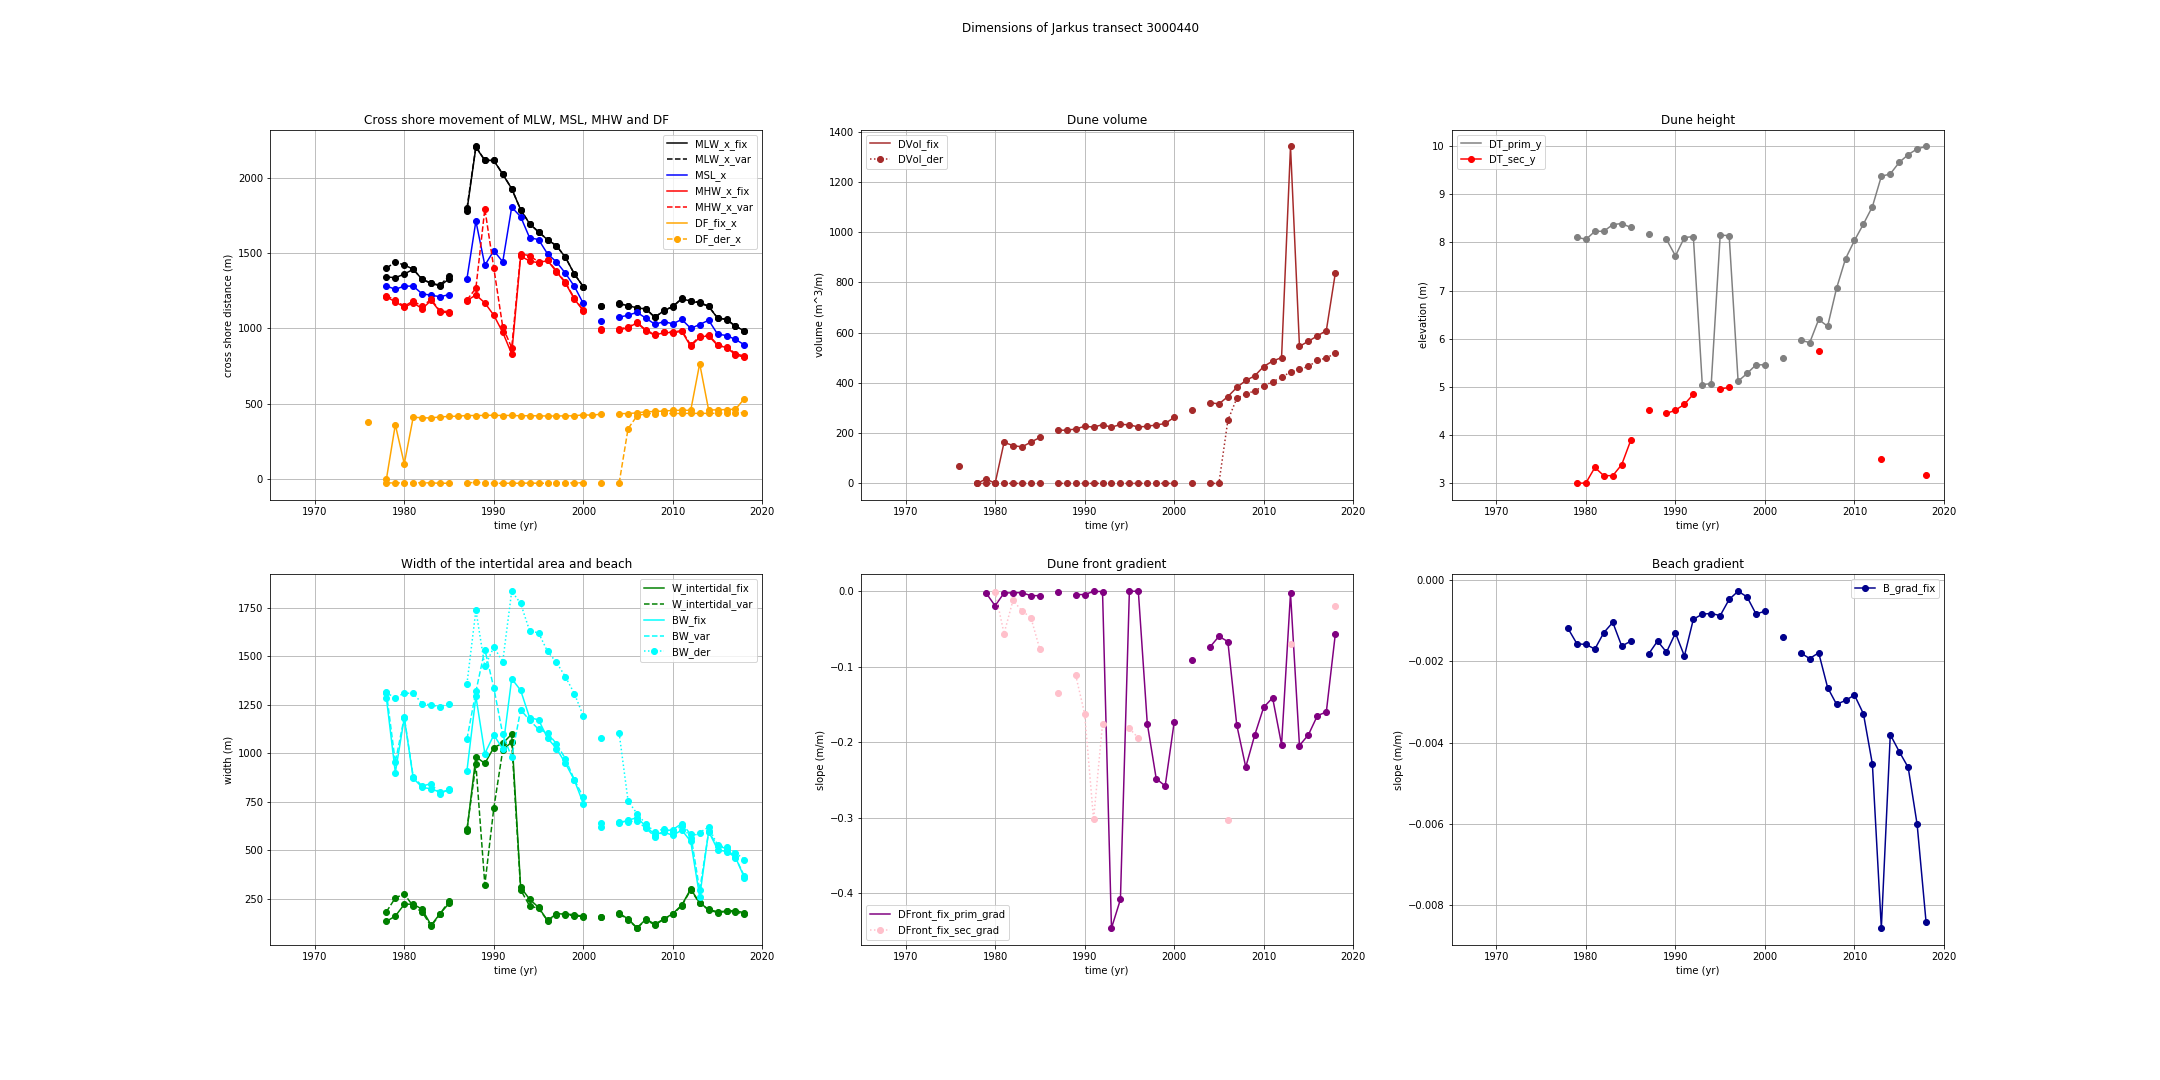 Dimensions of Jarkus transect 3000440
Cross shore movement of MLW, MSL, MHW and DF
cross shore distance (m)
2000
1500
1000
500
0
MLW_x_fix
MLW_x_var
MSL_x
MHW_x_fix
MHW_x_var
DF_fix_x
DF_der_x
1970 1980 1990 2000 2010 2020
time (yr)
Dune volume
volume (m^3/m)
1400
1200
1000
800
600
400
200
0
DVol_fix
DVol_der
1970 1980 1990 2000 2010 2020
time (yr)
Dune height
elevation (m)
10
9
8
7
6
5
4
3
DT_prim_y
DT_sec_y
1970 1980 1990 2000 2010 2020
time (yr)
Width of the intertidal area and beach
width (m)
1750
1500
1250
1000
750
500
250
W_intertidal_fix
W_intertidal_var
BW_fix
BW_var
BW_der
1970 1980 1990 2000 2010 2020
time (yr)
Dune front gradient
slope (m/m)
0.0
−0.1
−0.2
−0.3
−0.4
DFront_fix_prim_grad
DFront_fix_sec_grad
1970 1980 1990 2000 2010 2020
time (yr)
Beach gradient
slope (m/m)
0.000
−0.002
−0.004
−0.006
−0.008
B_grad_fix
1970 1980 1990 2000 2010 2020
time (yr)